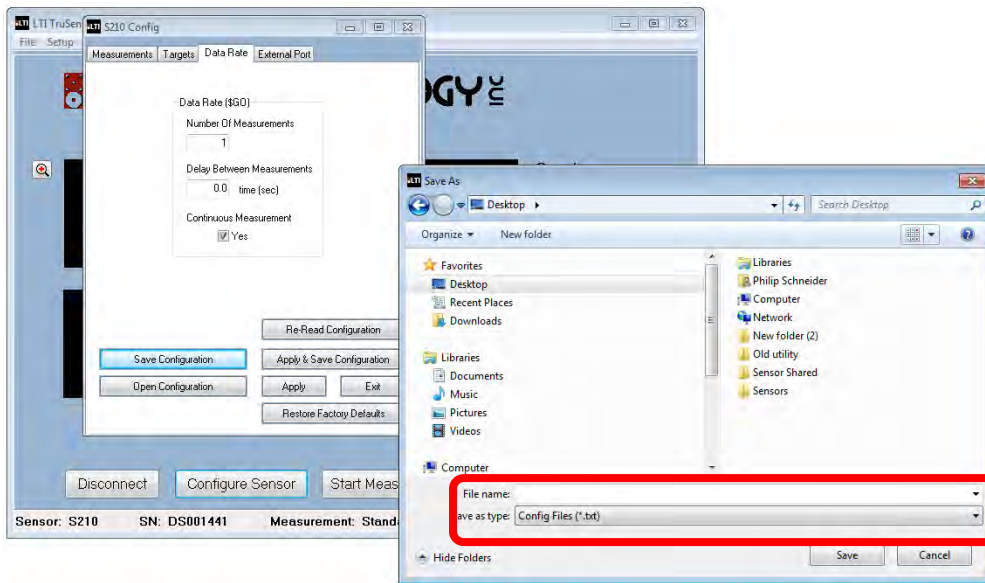 LTI TruSen
File Setup
LTI S210 Config
Measurements Targets Data Rate External Port
Data Rate ($GO)
Number Of Measurements
1
Delay Between Measurements
0.0 time (sec)
Continuous Measurement
Yes
Re-Read Configuration
Save Configuration
Apply & Save Configuration
Open Configuration
Apply
Exit
Restore Factory Defaults
OGY INC
Disconnect
Configure Sensor
Start Meas
Sensor: S210 SN: DS001441 Measurement: Standa
LTI Save As
Desktop
Search Desktop
Organize
New folder
Favorites
Desktop
Recent Places
Downloads
Libraries
Documents
Music
Pictures
Videos
Computer
Libraries
Philip Schneider
Computer
Network
New folder (2)
Old utility
Sensor Shared
Sensors
File name:
ave as type: Config Files (*.txt)
Hide Folders
Save
Cancel